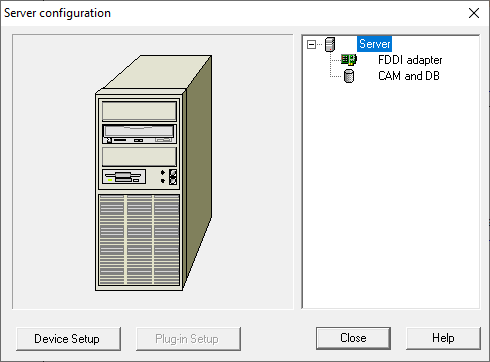 Server configuration
Server
FDDI adapter
CAM and DB
Device Setup
Plug-in Setup
Close
Help